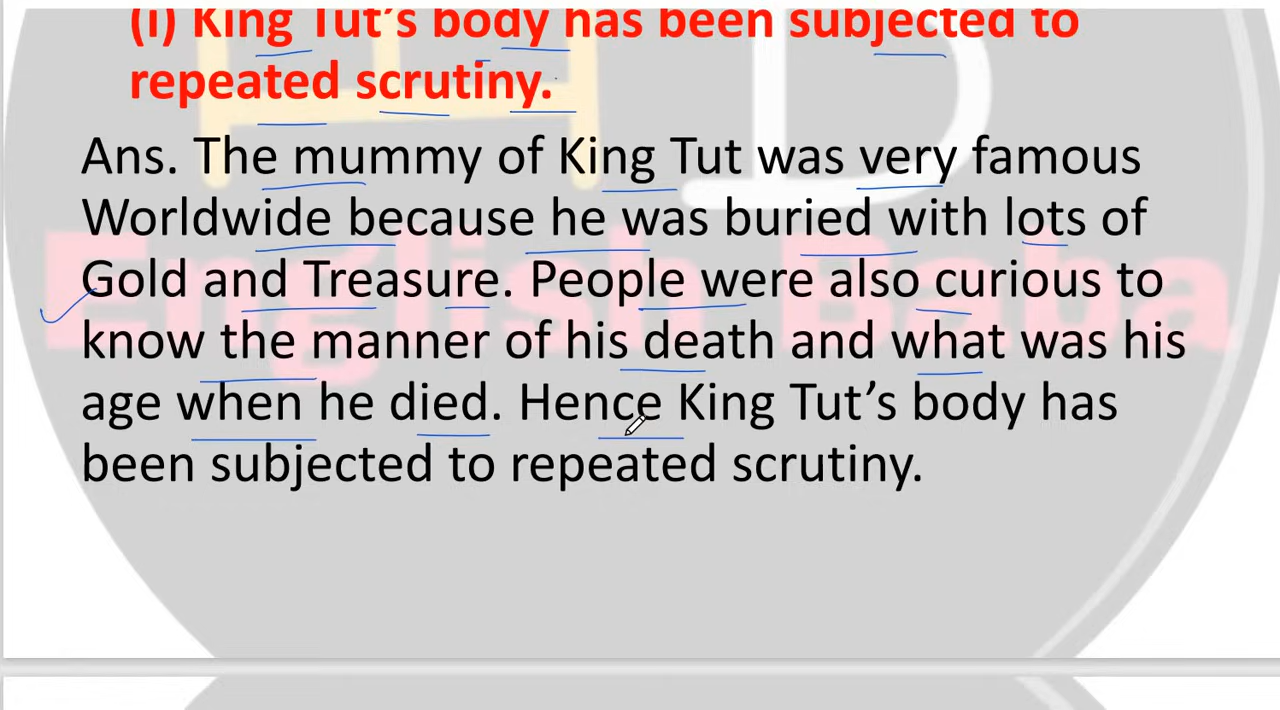 (i) King Tut’s body has been subjected to
repeated scrutiny.
Ans. The mummy of King Tut was very famous
Worldwide because he was buried with lots of
Gold and Treasure. People were also curious to
know the manner of his death and what was his
age when he died. Hence King Tut’s body has
been subjected to repeated scrutiny.
English Baba